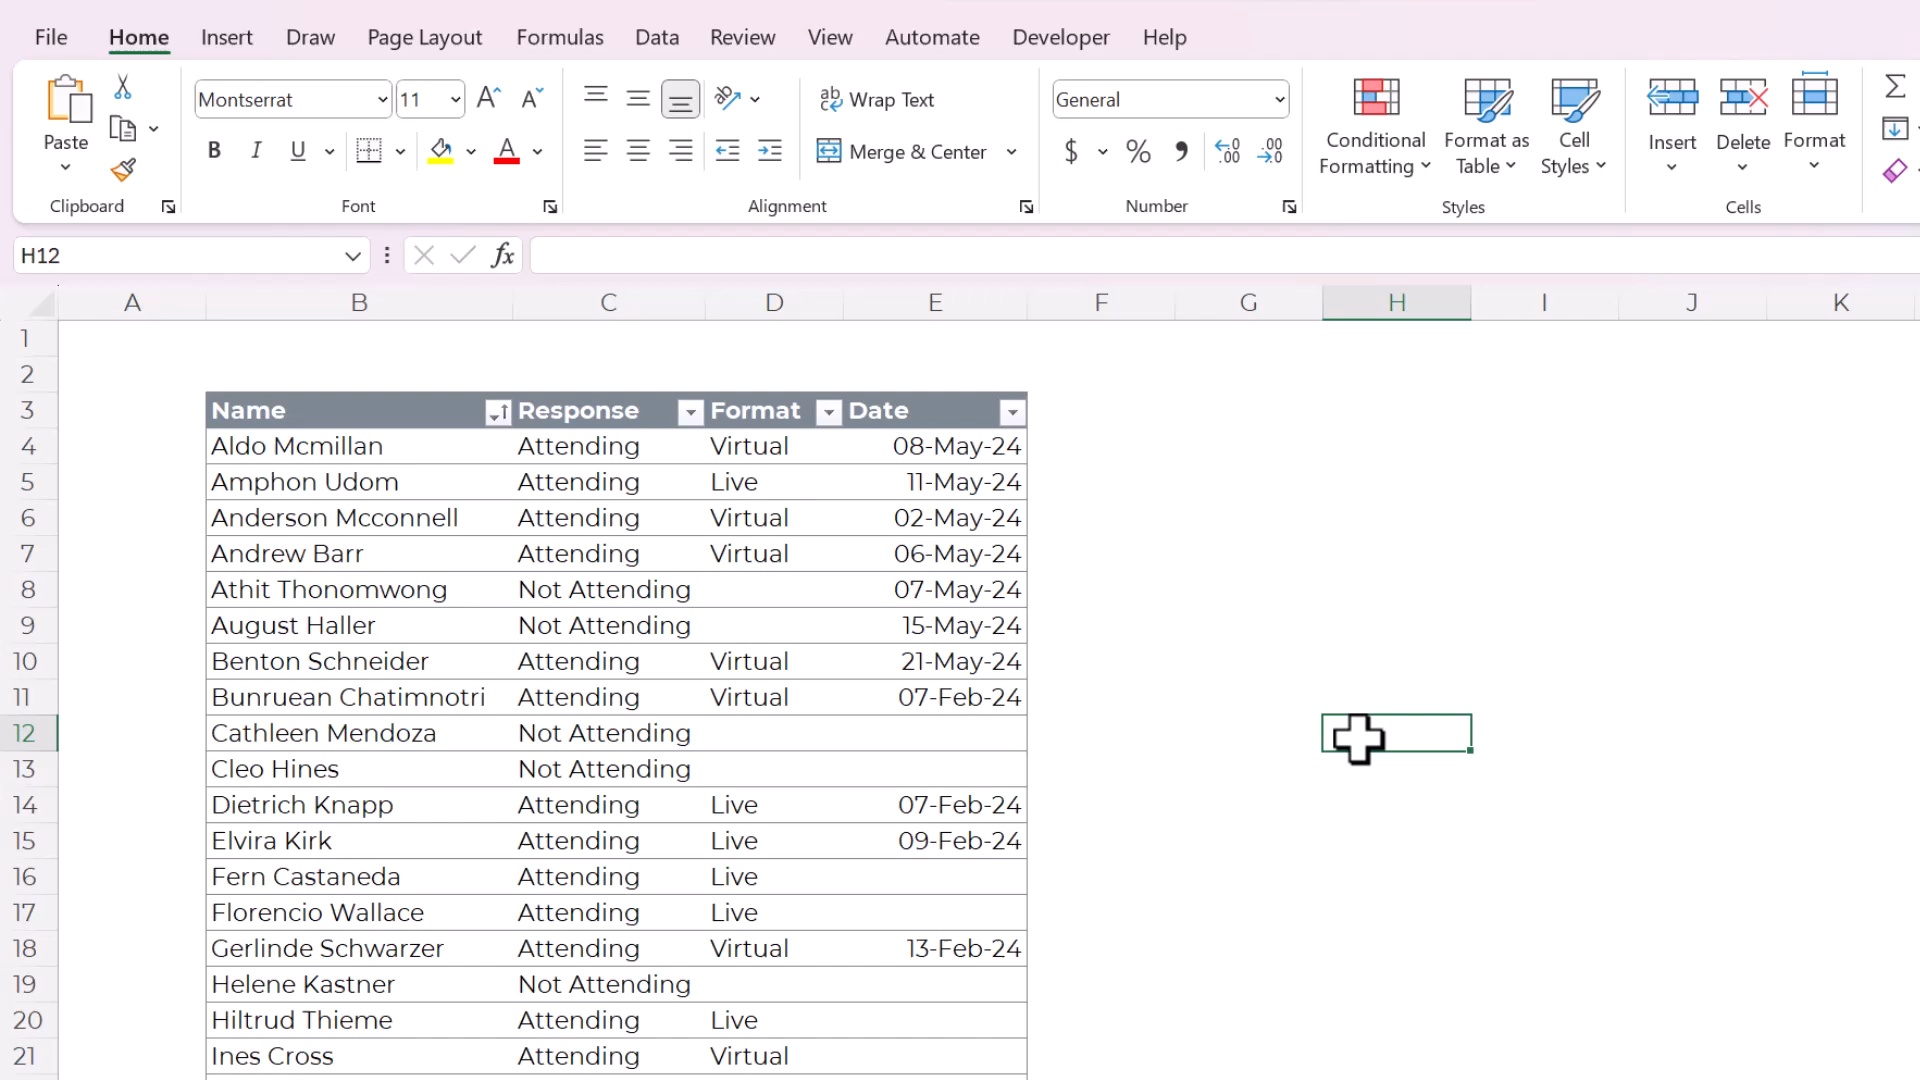 File Home Insert Draw Page Layout Formulas Data Review View Automate Developer Help
Paste
Clipboard
Montserrat 11
B I U
Font
Wrap Text
Merge & Center
Alignment
General
$ % 9
Number
Conditional Formatting
Format as Table
Cell Styles
Styles
Insert Delete Format
Cells
H12 fx
A B C D E F G H I J K
1
2
3 Name Response Format Date
4 Aldo Mcmillan Attending Virtual 08-May-24
5 Amphon Udom Attending Live 11-May-24
6 Anderson Mcconnell Attending Virtual 02-May-24
7 Andrew Barr Attending Virtual 06-May-24
8 Athit Thonomwong Not Attending 07-May-24
9 August Haller Not Attending 15-May-24
10 Benton Schneider Attending Virtual 21-May-24
11 Bunruean Chatimnotri Attending Virtual 07-Feb-24
12 Cathleen Mendoza Not Attending
13 Cleo Hines Not Attending
14 Dietrich Knapp Attending Live 07-Feb-24
15 Elvira Kirk Attending Live 09-Feb-24
16 Fern Castaneda Attending Live
17 Florencio Wallace Attending Live
18 Gerlinde Schwarzer Attending Virtual 13-Feb-24
19 Helene Kastner Not Attending
20 Hiltrud Thieme Attending Live
21 Ines Cross Attending Virtual